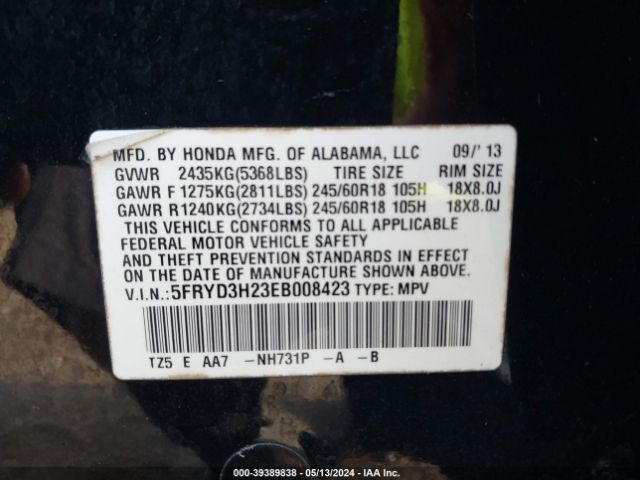 MFD. BY HONDA MFG. OF ALABAMA, LLC 09/' 13
GVWR 2435KG(5368LBS) TIRE SIZE RIM SIZE
GAWR F 1275KG(2811LBS) 245/60R18 105H 18X8.0J
GAWR R 1240KG(2734LBS) 245/60R18 105H 18X8.0J
THIS VEHICLE CONFORMS TO ALL APPLICABLE
FEDERAL MOTOR VEHICLE SAFETY
AND THEFT PREVENTION STANDARDS IN EFFECT
ON THE DATE OF MANUFACTURE SHOWN ABOVE.
V.I.N.: 5FRYD3H23EB008423 TYPE: MPV
TZ5 E AA7 -NH731P -A -B
000-39389838 - 05/13/2024 - IAAI.COM